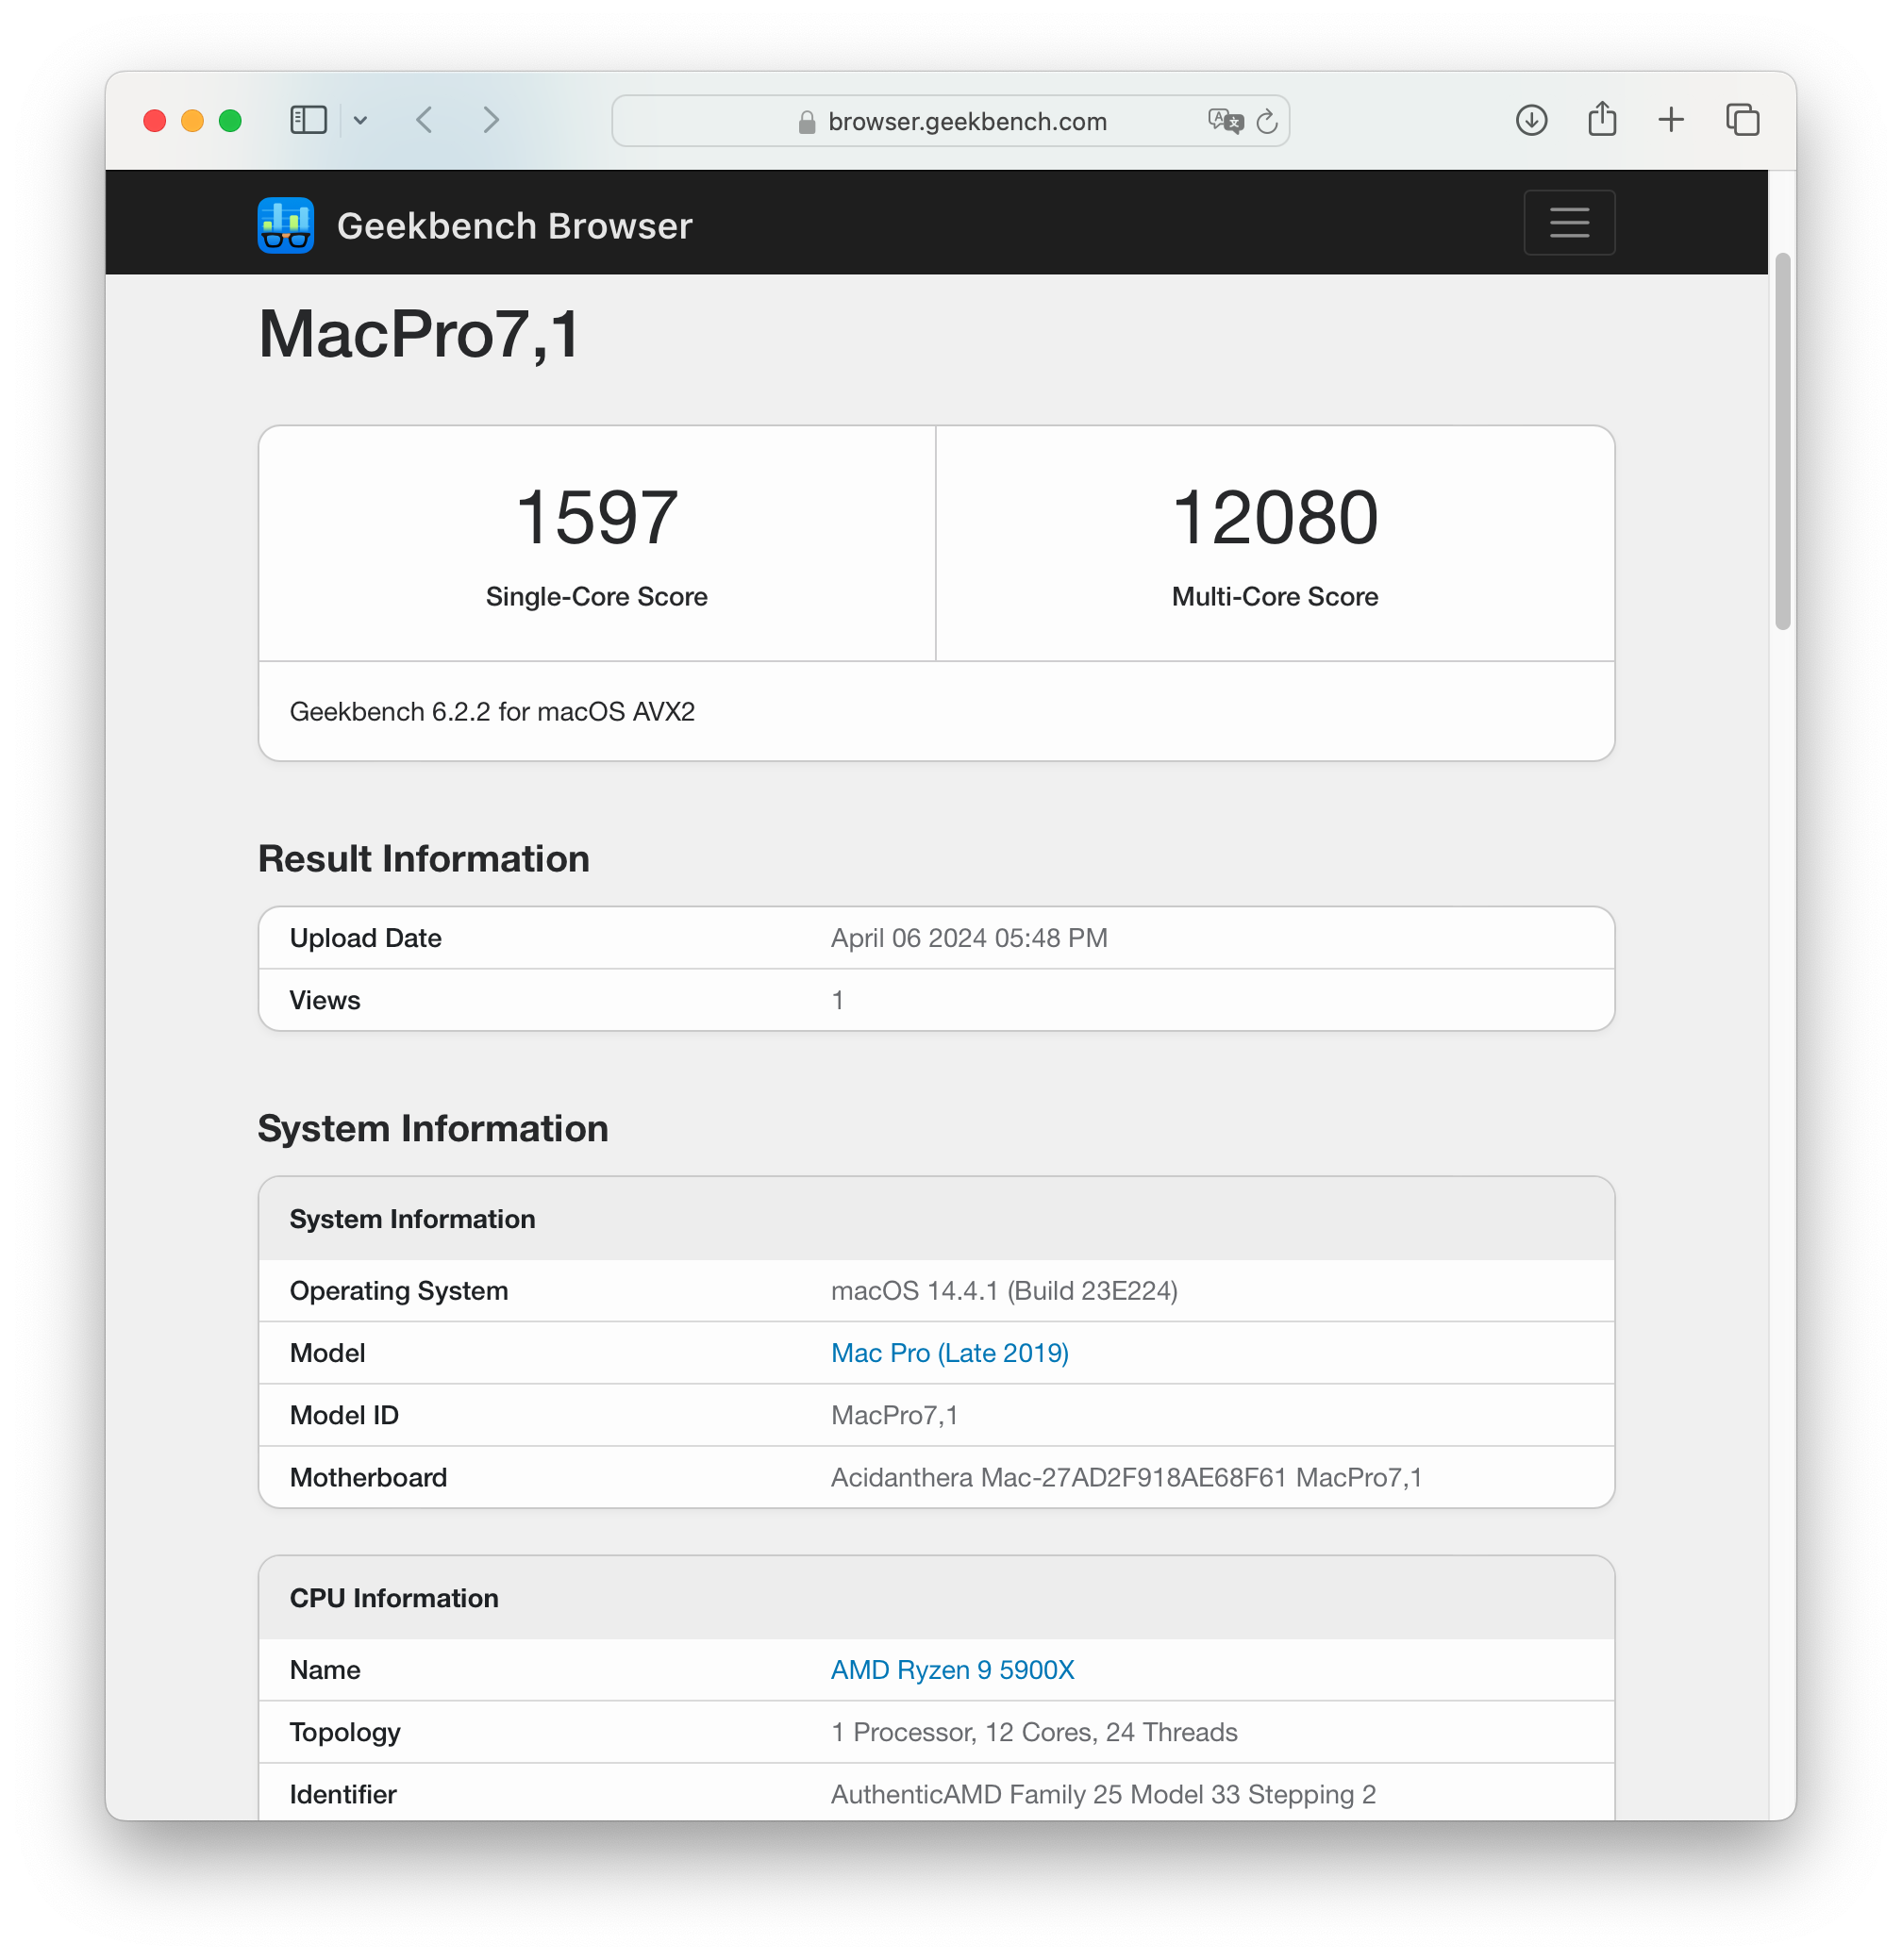 browser.geekbench.com
Geekbench Browser
MacPro7,1
1597 12080
Single-Core Score Multi-Core Score
Geekbench 6.2.2 for macOS AVX2
Result Information
Upload Date April 06 2024 05:48 PM
Views 1
System Information
System Information
Operating System macOS 14.4.1 (Build 23E224)
Model Mac Pro (Late 2019)
Model ID MacPro7,1
Motherboard Acidanthera Mac-27AD2F918AE68F61 MacPro7,1
CPU Information
Name AMD Ryzen 9 5900X
Topology 1 Processor, 12 Cores, 24 Threads
Identifier AuthenticAMD Family 25 Model 33 Stepping 2